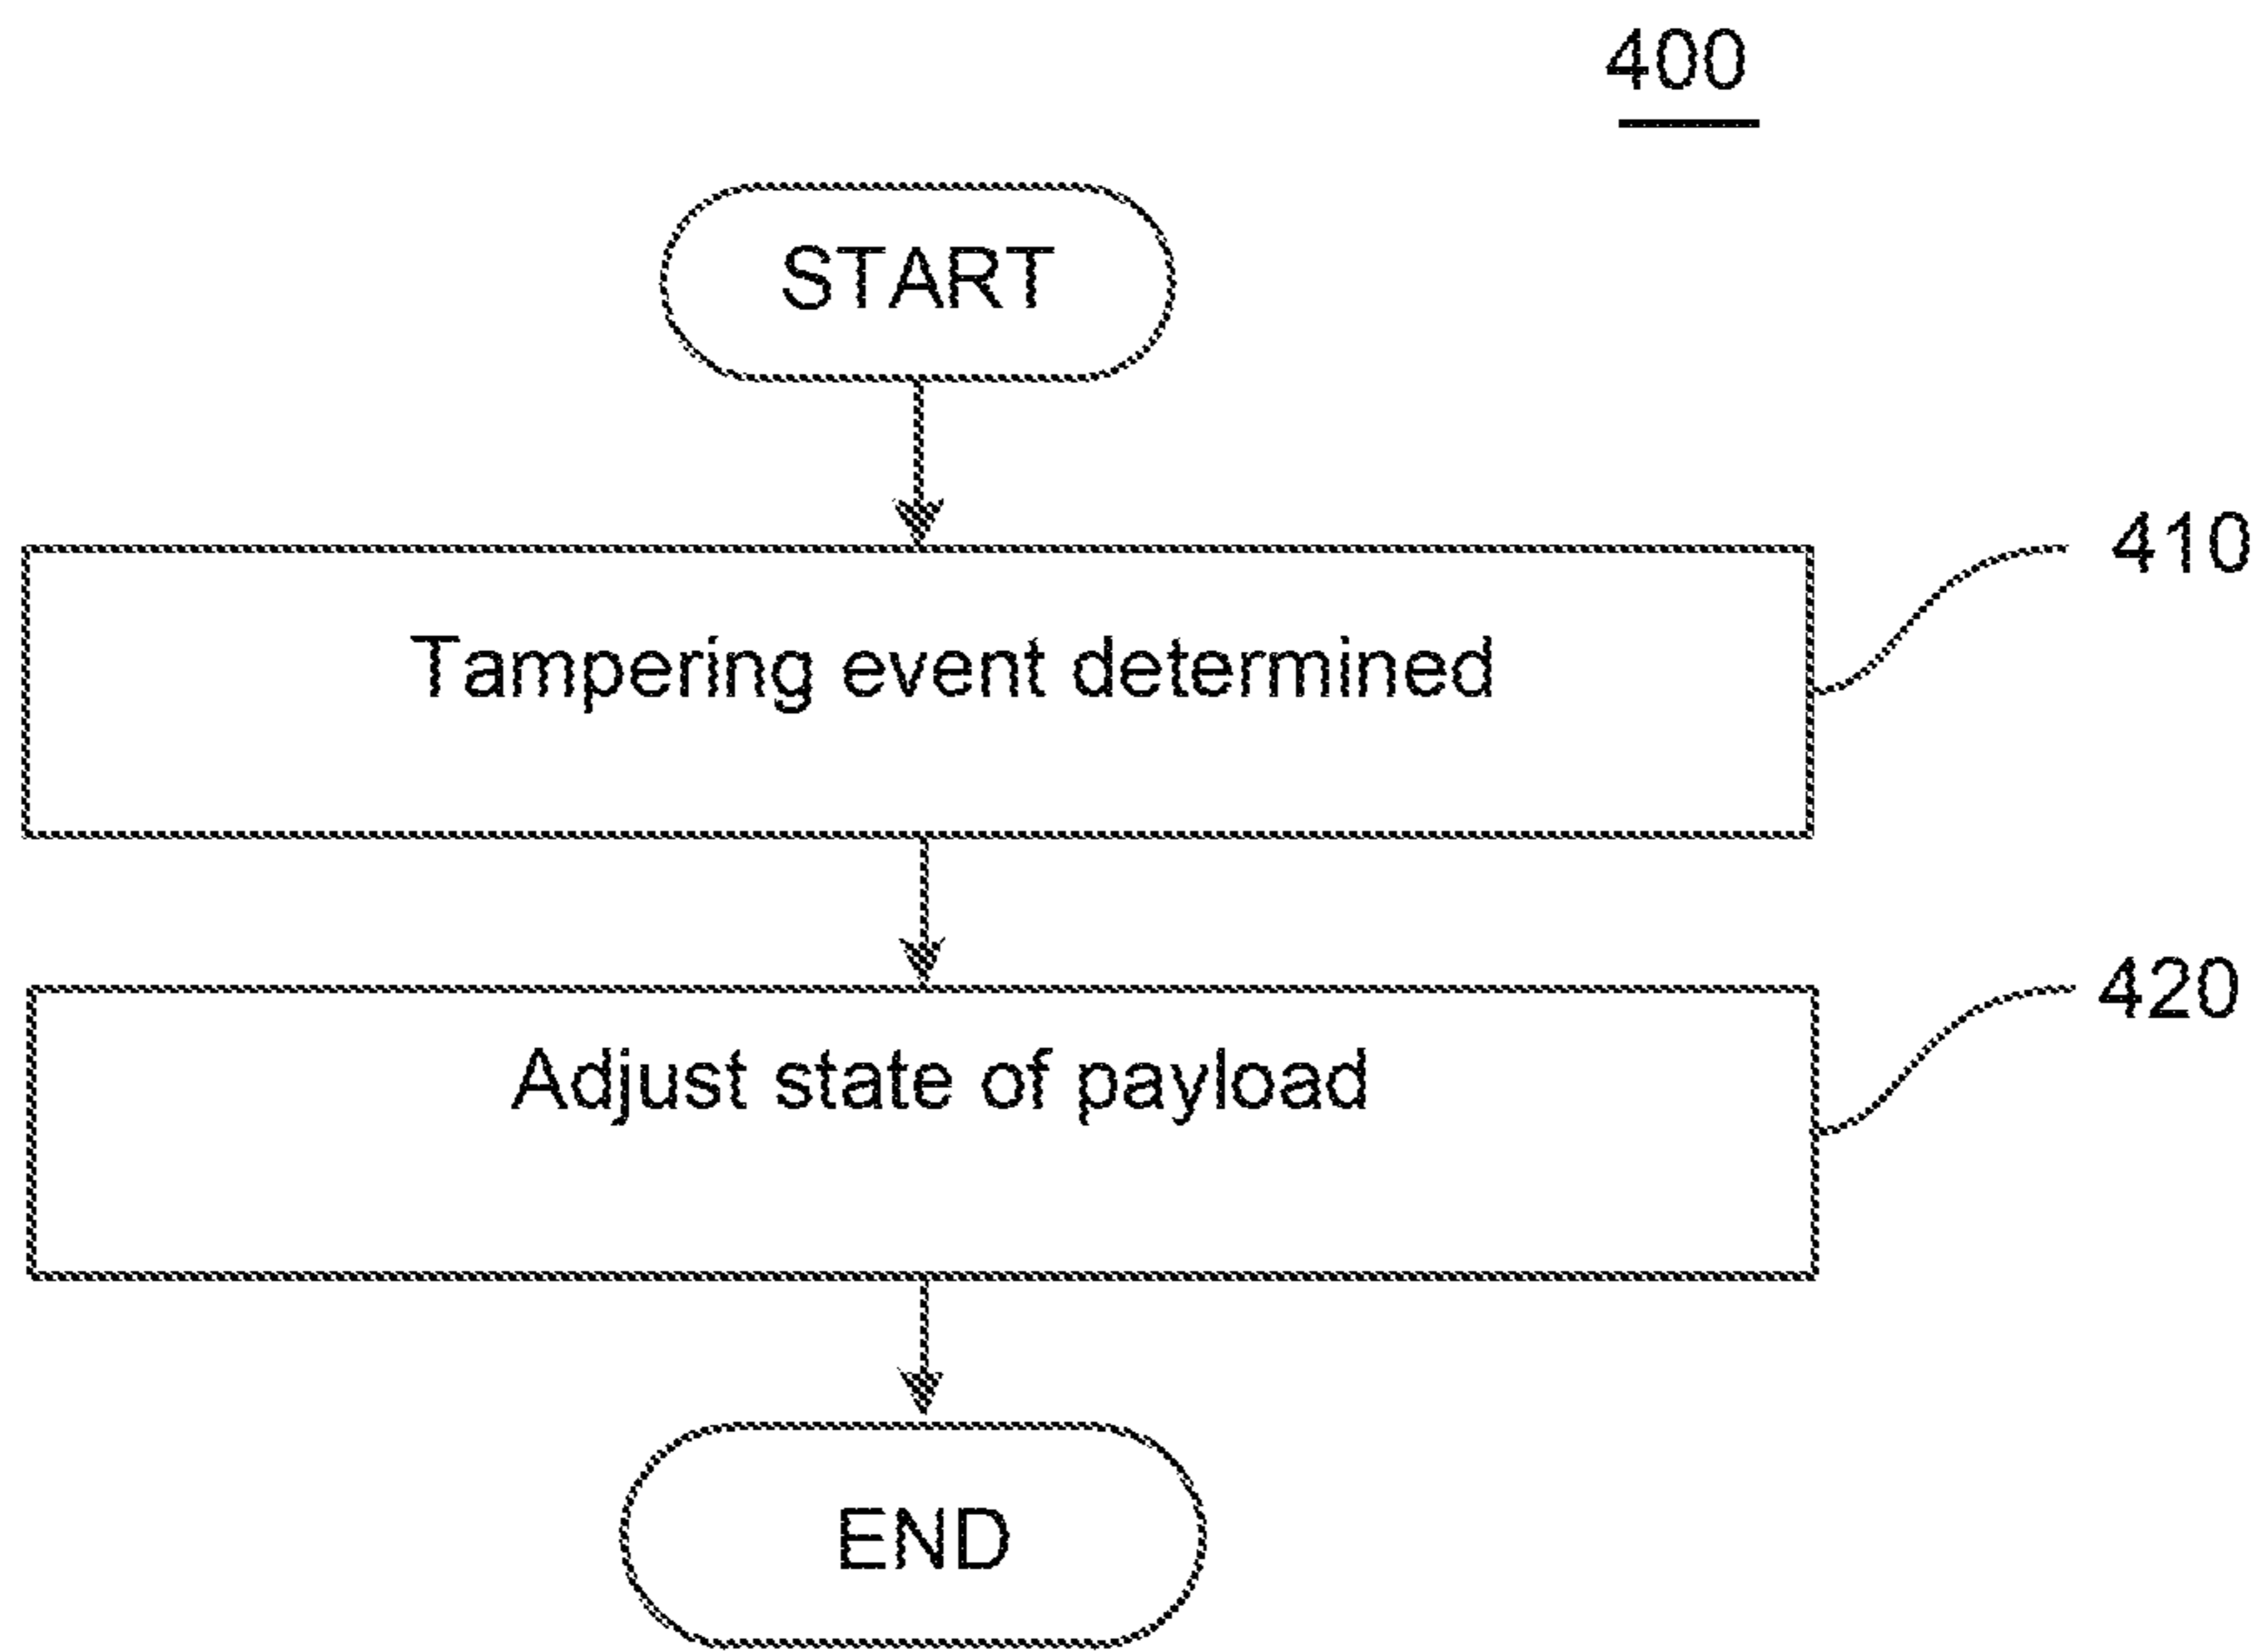 400
START
Tampering event determined
410
Adjust state of payload
420
END